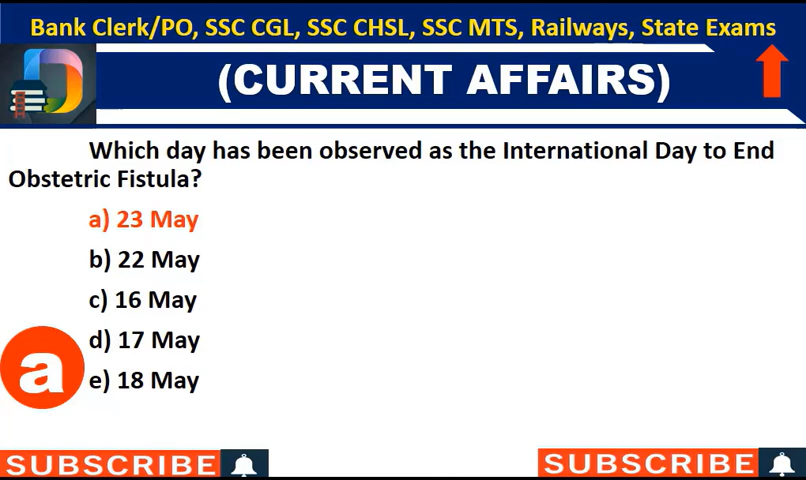 Bank Clerk/PO, SSC CGL, SSC CHSL, SSC MTS, Railways, State Exams
(CURRENT AFFAIRS)
Which day has been observed as the International Day to End
Obstetric Fistula?
a) 23 May
b) 22 May
c) 16 May
d) 17 May
a
e) 18 May
SUBSCRIBE
SUBSCRIBE